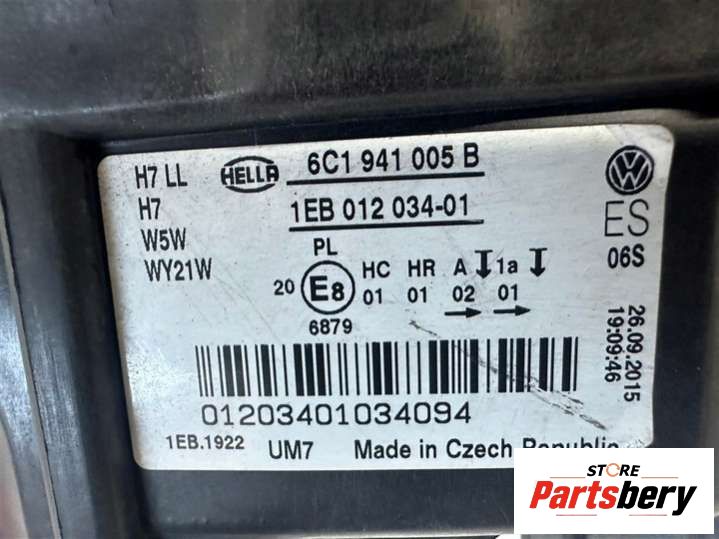 H7 LL
H7
W5W
WY21W
HELLA
6C1 941 005 B
1EB 012 034-01
PL
20 E8
6879
HC HR A 1a
01 01 02 01
ES
06S
26.09.2015
19:09:46
01203401034094
1EB.1922 UM7 Made in Czech Republic
STORE
Partsbery